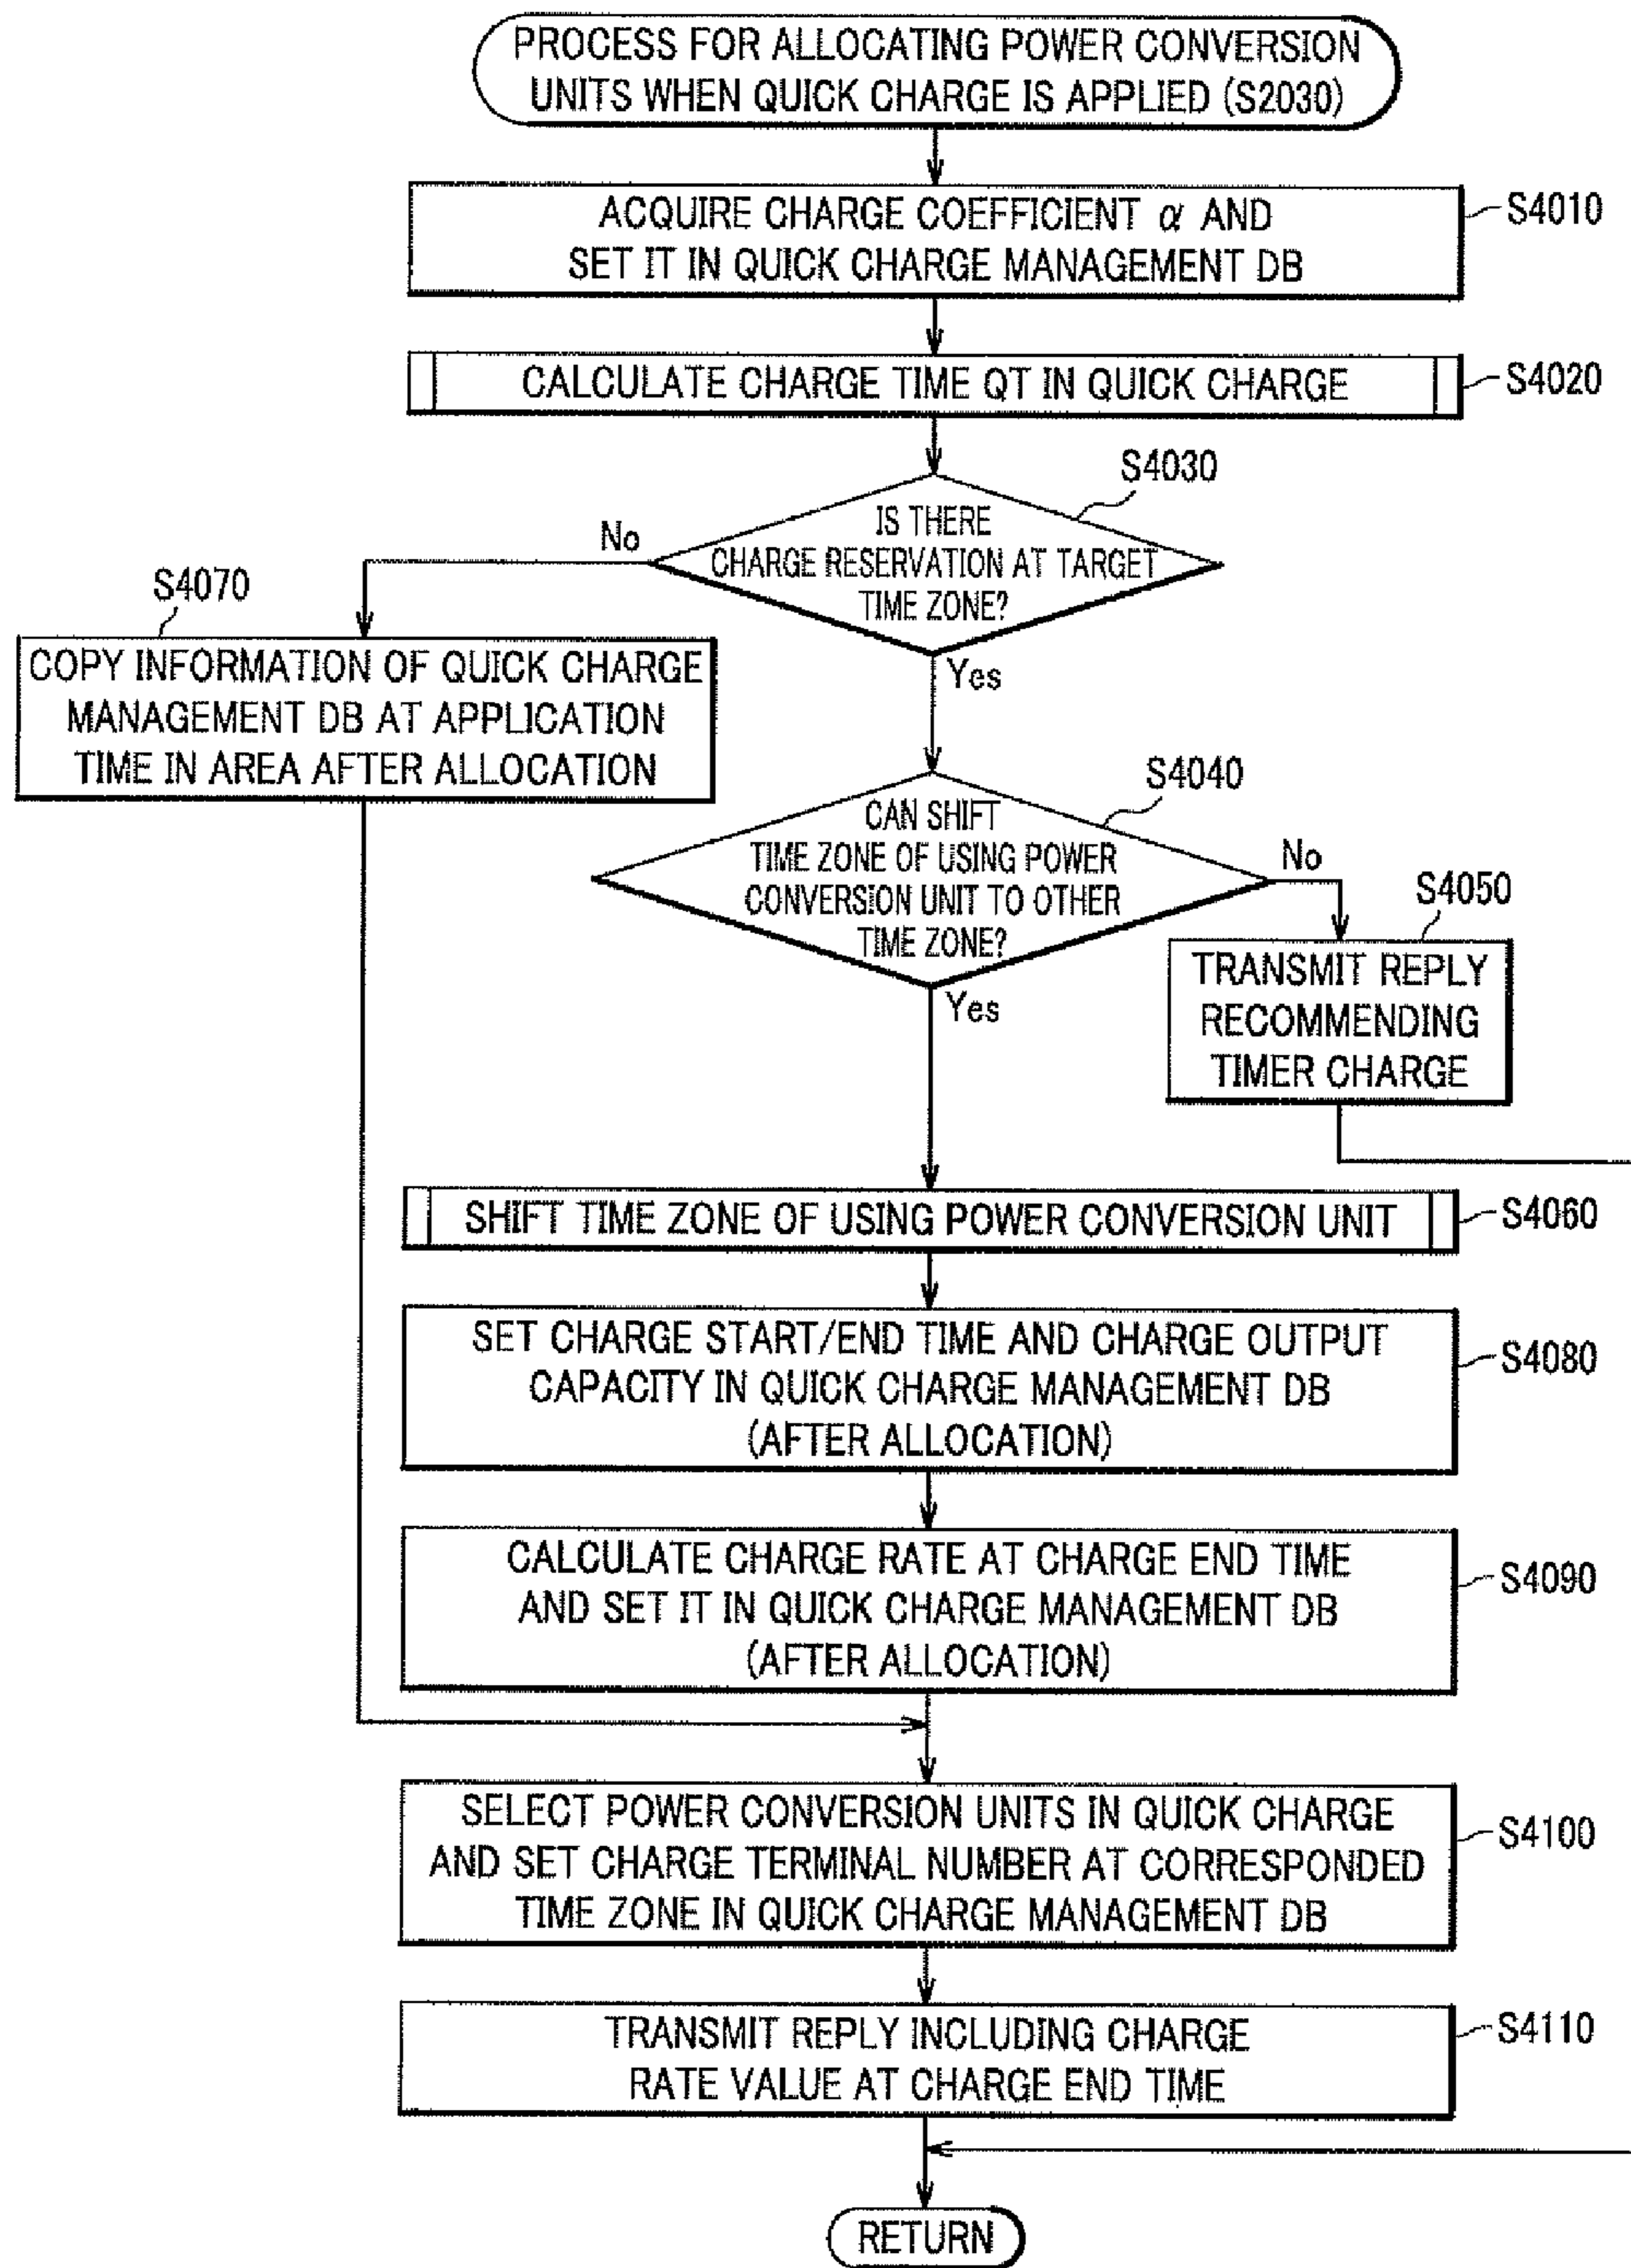 PROCESS FOR ALLOCATING POWER CONVERSION
UNITS WHEN QUICK CHARGE IS APPLIED (S2030)
ACQUIRE CHARGE COEFFICIENT α AND
SET IT IN QUICK CHARGE MANAGEMENT DB
S4010
CALCULATE CHARGE TIME QT IN QUICK CHARGE
S4020
S4030
IS THERE
CHARGE RESERVATION AT TARGET
TIME ZONE?
No
Yes
S4070
COPY INFORMATION OF QUICK CHARGE
MANAGEMENT DB AT APPLICATION
TIME IN AREA AFTER ALLOCATION
S4040
CAN SHIFT
TIME ZONE OF USING POWER
CONVERSION UNIT TO OTHER
TIME ZONE?
No
Yes
S4050
TRANSMIT REPLY
RECOMMENDING
TIMER CHARGE
SHIFT TIME ZONE OF USING POWER CONVERSION UNIT
S4060
SET CHARGE START/END TIME AND CHARGE OUTPUT
CAPACITY IN QUICK CHARGE MANAGEMENT DB
(AFTER ALLOCATION)
S4080
CALCULATE CHARGE RATE AT CHARGE END TIME
AND SET IT IN QUICK CHARGE MANAGEMENT DB
(AFTER ALLOCATION)
S4090
SELECT POWER CONVERSION UNITS IN QUICK CHARGE
AND SET CHARGE TERMINAL NUMBER AT CORRESPONDED
TIME ZONE IN QUICK CHARGE MANAGEMENT DB
S4100
TRANSMIT REPLY INCLUDING CHARGE
RATE VALUE AT CHARGE END TIME
S4110
RETURN